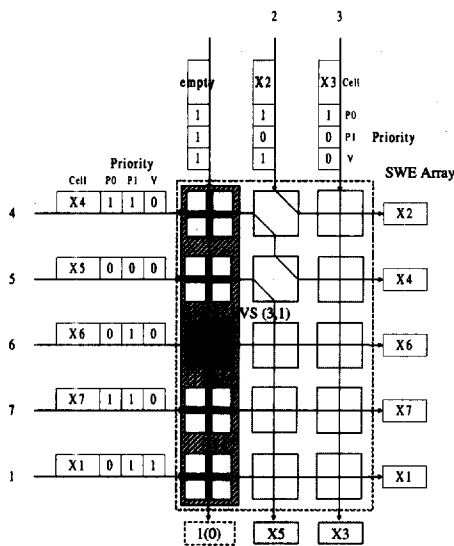 2 3
empty X2 X3 Cell
1 1 1 P0
1 0 0 P1 Priority
1 1 0 V
Priority
Cell P0 P1 V
SWE Array
4 X4 1 1 0 X2
5 X5 0 0 0 X4
VS (3,1)
6 X6 0 1 0 X6
7 X7 1 1 0 X7
1 X1 0 1 1 X1
1(0) X5 X3